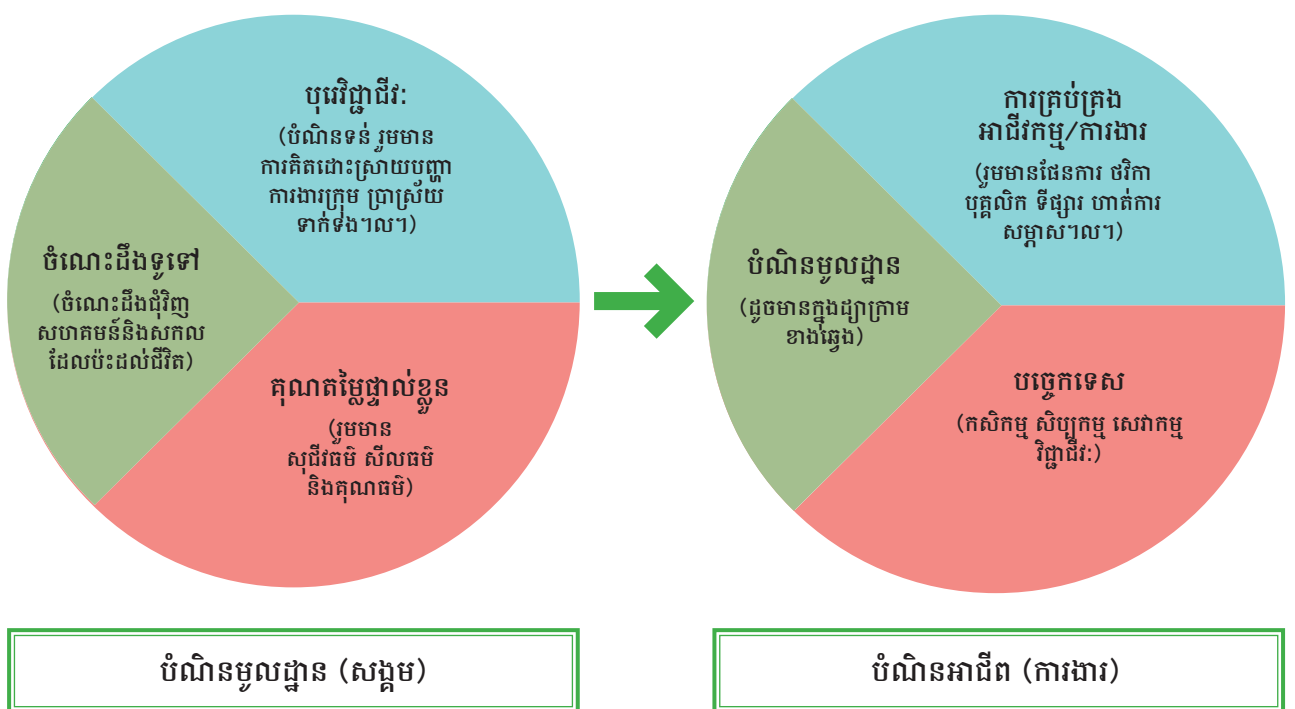 បុរេវិជ្ជាជីវៈ
(បំណិនទន់ រួមមាន
ការគិតដោះស្រាយបញ្ហា
ការងារក្រុម ប្រាស្រ័យ
ទាក់ទង។ល។)
ចំណេះដឹងទូទៅ
(ចំណេះដឹងជុំវិញ
សហគមន៍និងសកល
ដែលប៉ះដល់ជីវិត)
គុណតម្លៃផ្ទាល់ខ្លួន
(រួមមាន
សុជីវធម៌ សីលធម៌
និងគុណធម៌)
បំណិនមូលដ្ឋាន (សង្គម)
ការគ្រប់គ្រង
អាជីវកម្ម/ការងារ
(រួមមានផែនការ ថវិកា
បុគ្គលិក ទីផ្សារ ហាត់ការ
សម្ភាស។ល។)
បំណិនមូលដ្ឋាន
(ដូចមានក្នុងដ្យាក្រាម
ខាងឆ្វេង)
បច្ចេកទេស
(កសិកម្ម សិប្បកម្ម សេវាកម្ម
វិជ្ជាជីវៈ)
បំណិនអាជីព (ការងារ)